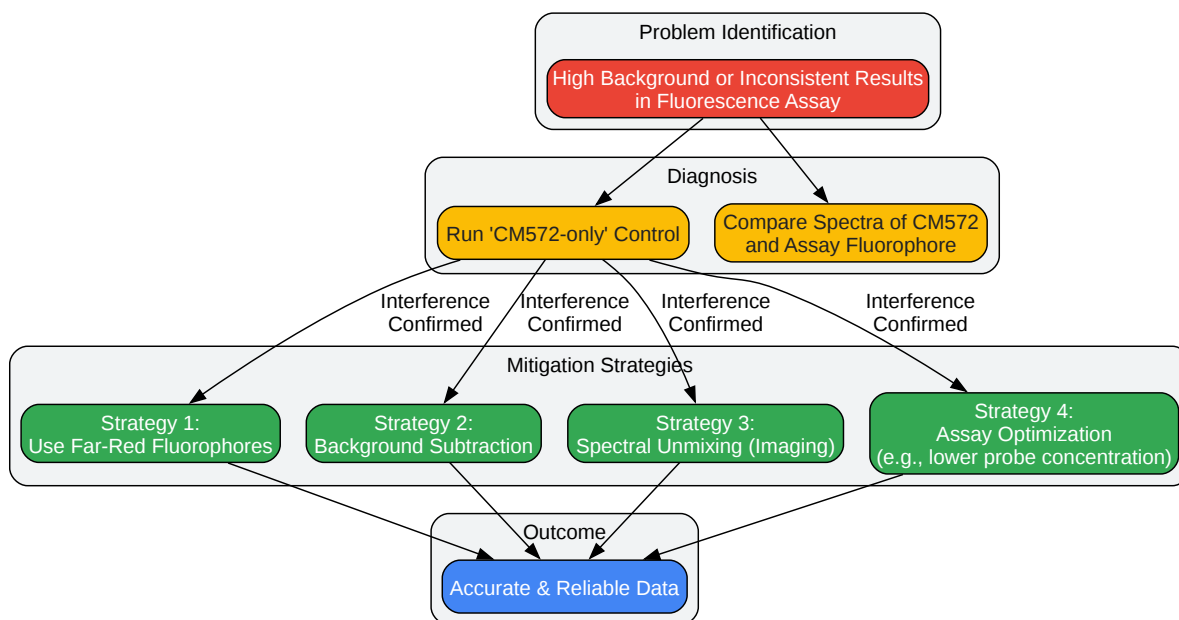 Problem Identification
High Background or Inconsistent Results
in Fluorescence Assay
Diagnosis
Run 'CM572-only' Control
Compare Spectra of CM572
and Assay Fluorophore
Interference
Confirmed
Interference
Confirmed
Interference
Confirmed
Interference
Confirmed
Mitigation Strategies
Strategy 1:
Use Far-Red Fluorophores
Strategy 2:
Background Subtraction
Strategy 3:
Spectral Unmixing (Imaging)
Strategy 4:
Assay Optimization
(e.g., lower probe concentration)
Outcome
Accurate & Reliable Data